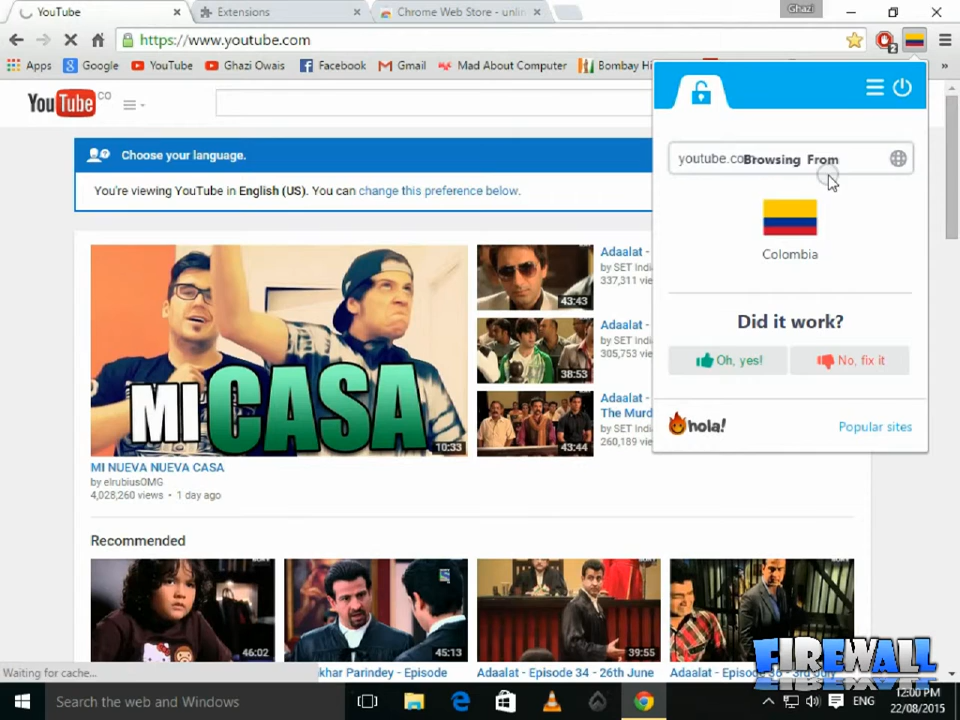 YouTube
Extensions
Chrome Web Store - unlin
Ghazi
https://www.youtube.com
2
Apps
Google
YouTube
Ghazi Owais
Facebook
Gmail
Mad About Computer
Bombay Hi
»
YouTube CO
Choose your language.
You're viewing YouTube in English (US). You can change this preference below.
youtube.co
Browsing From
Colombia
Did it work?
Oh, yes!
No, fix it
hola!
Popular sites
MI CASA
10:33
MI NUEVA NUEVA CASA
by elrubiusOMG
4,028,260 views • 1 day ago
43:43
Adaalat -
by SET Indi
337,311 vie
38:53
Adaalat -
by SET Indi
305,753 vie
43:44
Adaalat -
The Murd
by SET Indi
260,189 vie
Recommended
46:02
45:13
39:55
Waiting for cache...
khar Parindey - Episode
Adaalat - Episode 34 - 26th June
FIREWALL
Search the web and Windows
ENG
12:00 PM
22/08/2015